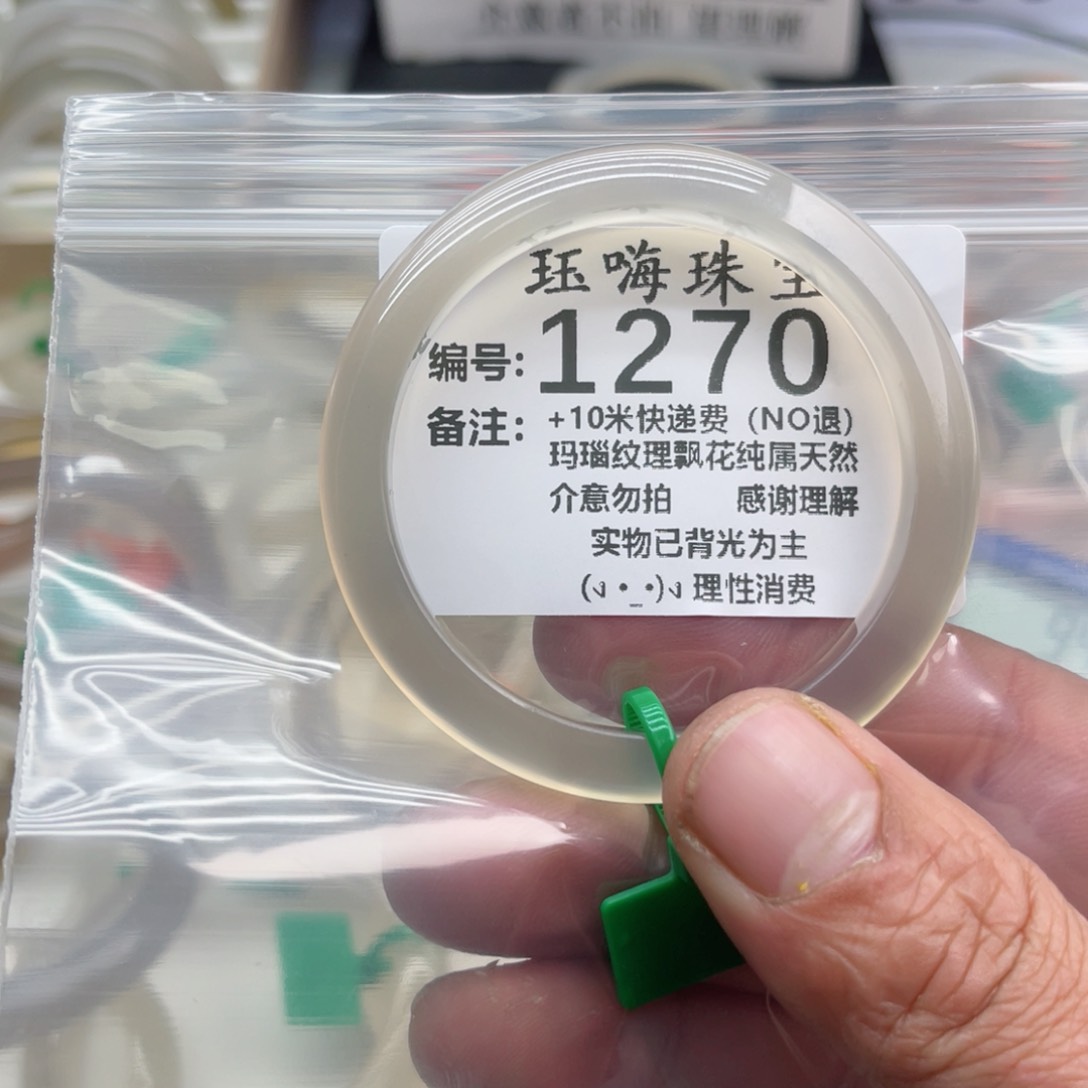 珏嗨珠宝
编号: 1270
备注: +10米快递费 (NO退)
玛瑙纹理飘花纯属天然
介意勿拍 感谢理解
实物已背光为主
(ง •_•)ง 理性消费